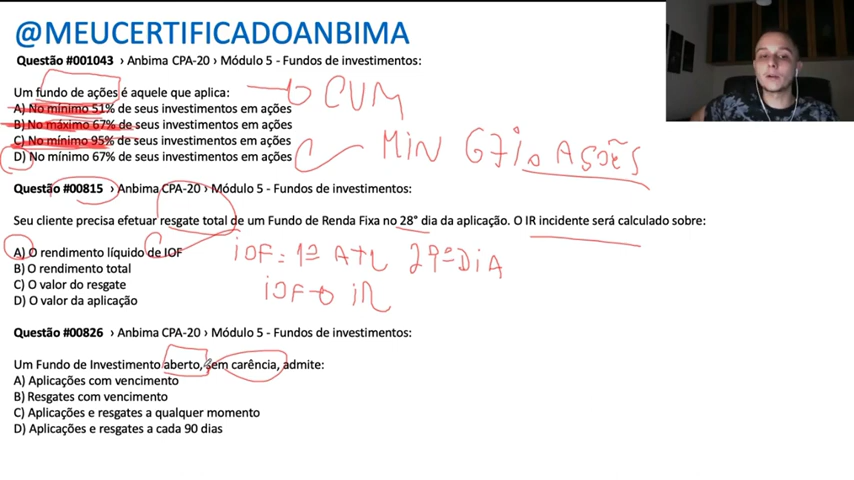 @MEUCERTIFICADOANBIMA
Questão #001043 › Anbima CPA-20 › Módulo 5 - Fundos de investimentos:
Um fundo de ações é aquele que aplica:
CVM
A) No mínimo 51% de seus investimentos em ações
B) No máximo 67% de seus investimentos em ações
C) No mínimo 95% de seus investimentos em ações
D) No mínimo 67% de seus investimentos em ações
MIN 67% AÇÕES
Questão #00815 › Anbima CPA-20 › Módulo 5 - Fundos de investimentos:
Seu cliente precisa efetuar resgate total de um Fundo de Renda Fixa no 28° dia da aplicação. O IR incidente será calculado sobre:
A) O rendimento líquido de IOF
B) O rendimento total
C) O valor do resgate
D) O valor da aplicação
IOF = 1º ATÉ 29º DIA
IOF → IR
Questão #00826 › Anbima CPA-20 › Módulo 5 - Fundos de investimentos:
Um Fundo de Investimento aberto, sem carência, admite:
A) Aplicações com vencimento
B) Resgates com vencimento
C) Aplicações e resgates a qualquer momento
D) Aplicações e resgates a cada 90 dias